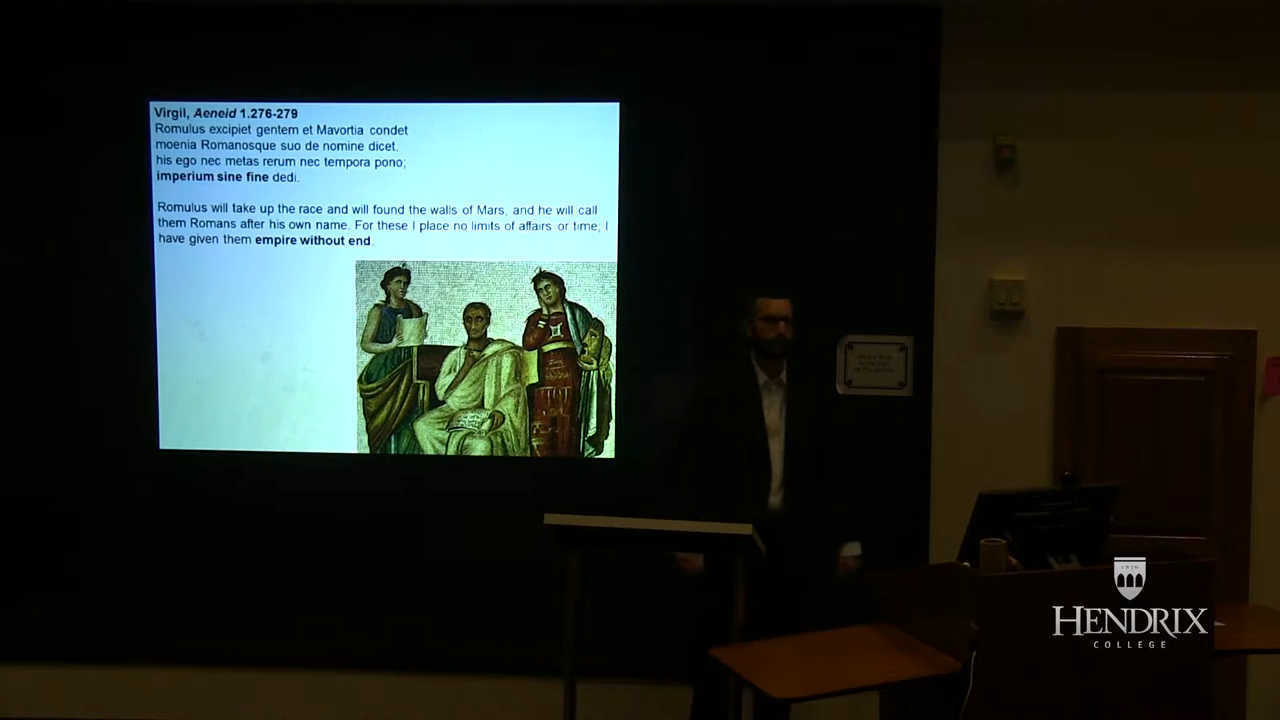 Virgil, Aeneid 1.276-279
Romulus excipiet gentem et Mavortia condet
moenia Romanosque suo de nomine dicet.
his ego nec metas rerum nec tempora pono;
imperium sine fine dedi.
Romulus will take up the race and will found the walls of Mars, and he will call
them Romans after his own name. For these I place no limits of affairs or time; I
have given them empire without end.
1876
HENDRIX
COLLEGE